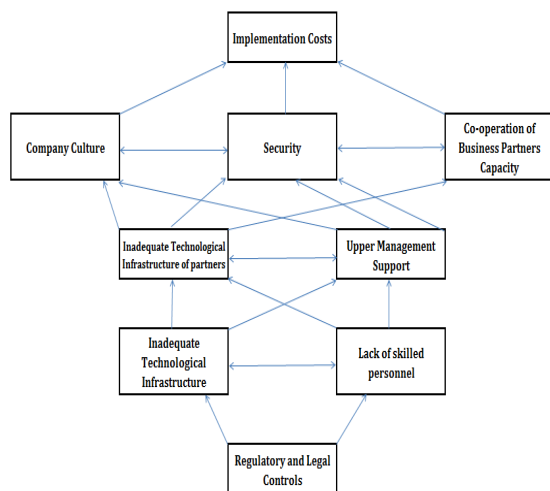 Implementation Costs
Company Culture
Security
Co-operation of
Business Partners
Capacity
Inadequate Technological
Infrastructure of partners
Upper Management
Support
Inadequate
Technological
Infrastructure
Lack of skilled
personnel
Regulatory and Legal
Controls